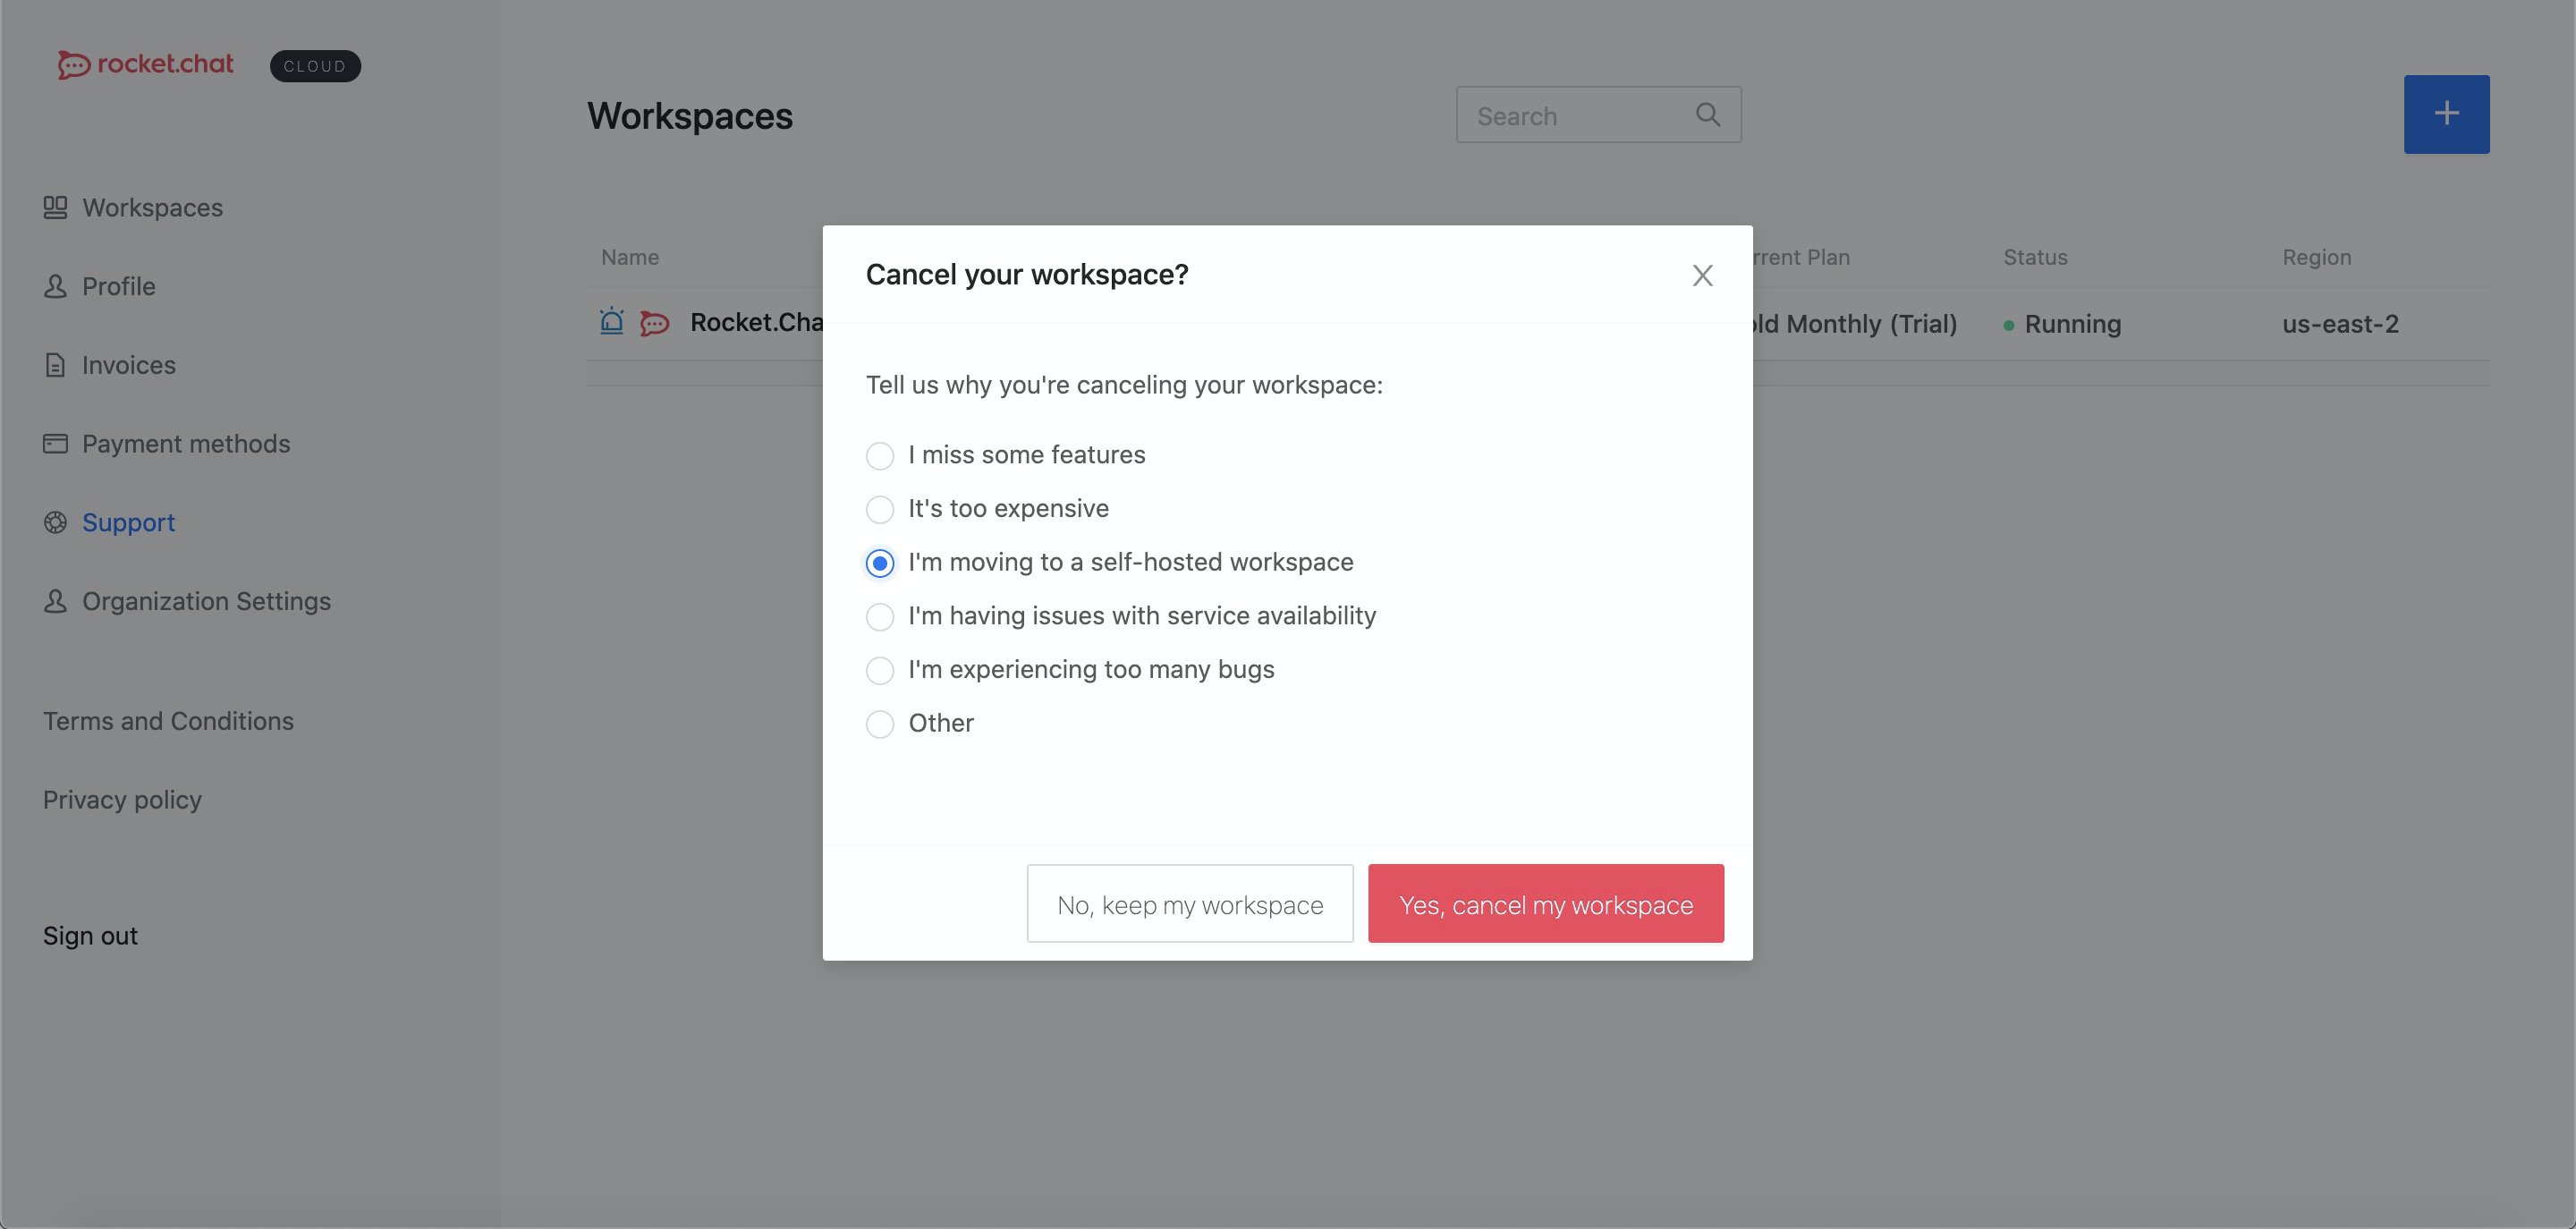 rocket.chat
CLOUD
Workspaces
Profile
Invoices
Payment methods
Support
Organization Settings
Terms and Conditions
Privacy policy
Sign out
Workspaces
Search
+
Name
rrent Plan
Status
Region
Rocket.Cha
ld Monthly (Trial)
Running
us-east-2
Cancel your workspace?
X
Tell us why you're canceling your workspace:
I miss some features
It's too expensive
I'm moving to a self-hosted workspace
I'm having issues with service availability
I'm experiencing too many bugs
Other
No, keep my workspace
Yes, cancel my workspace